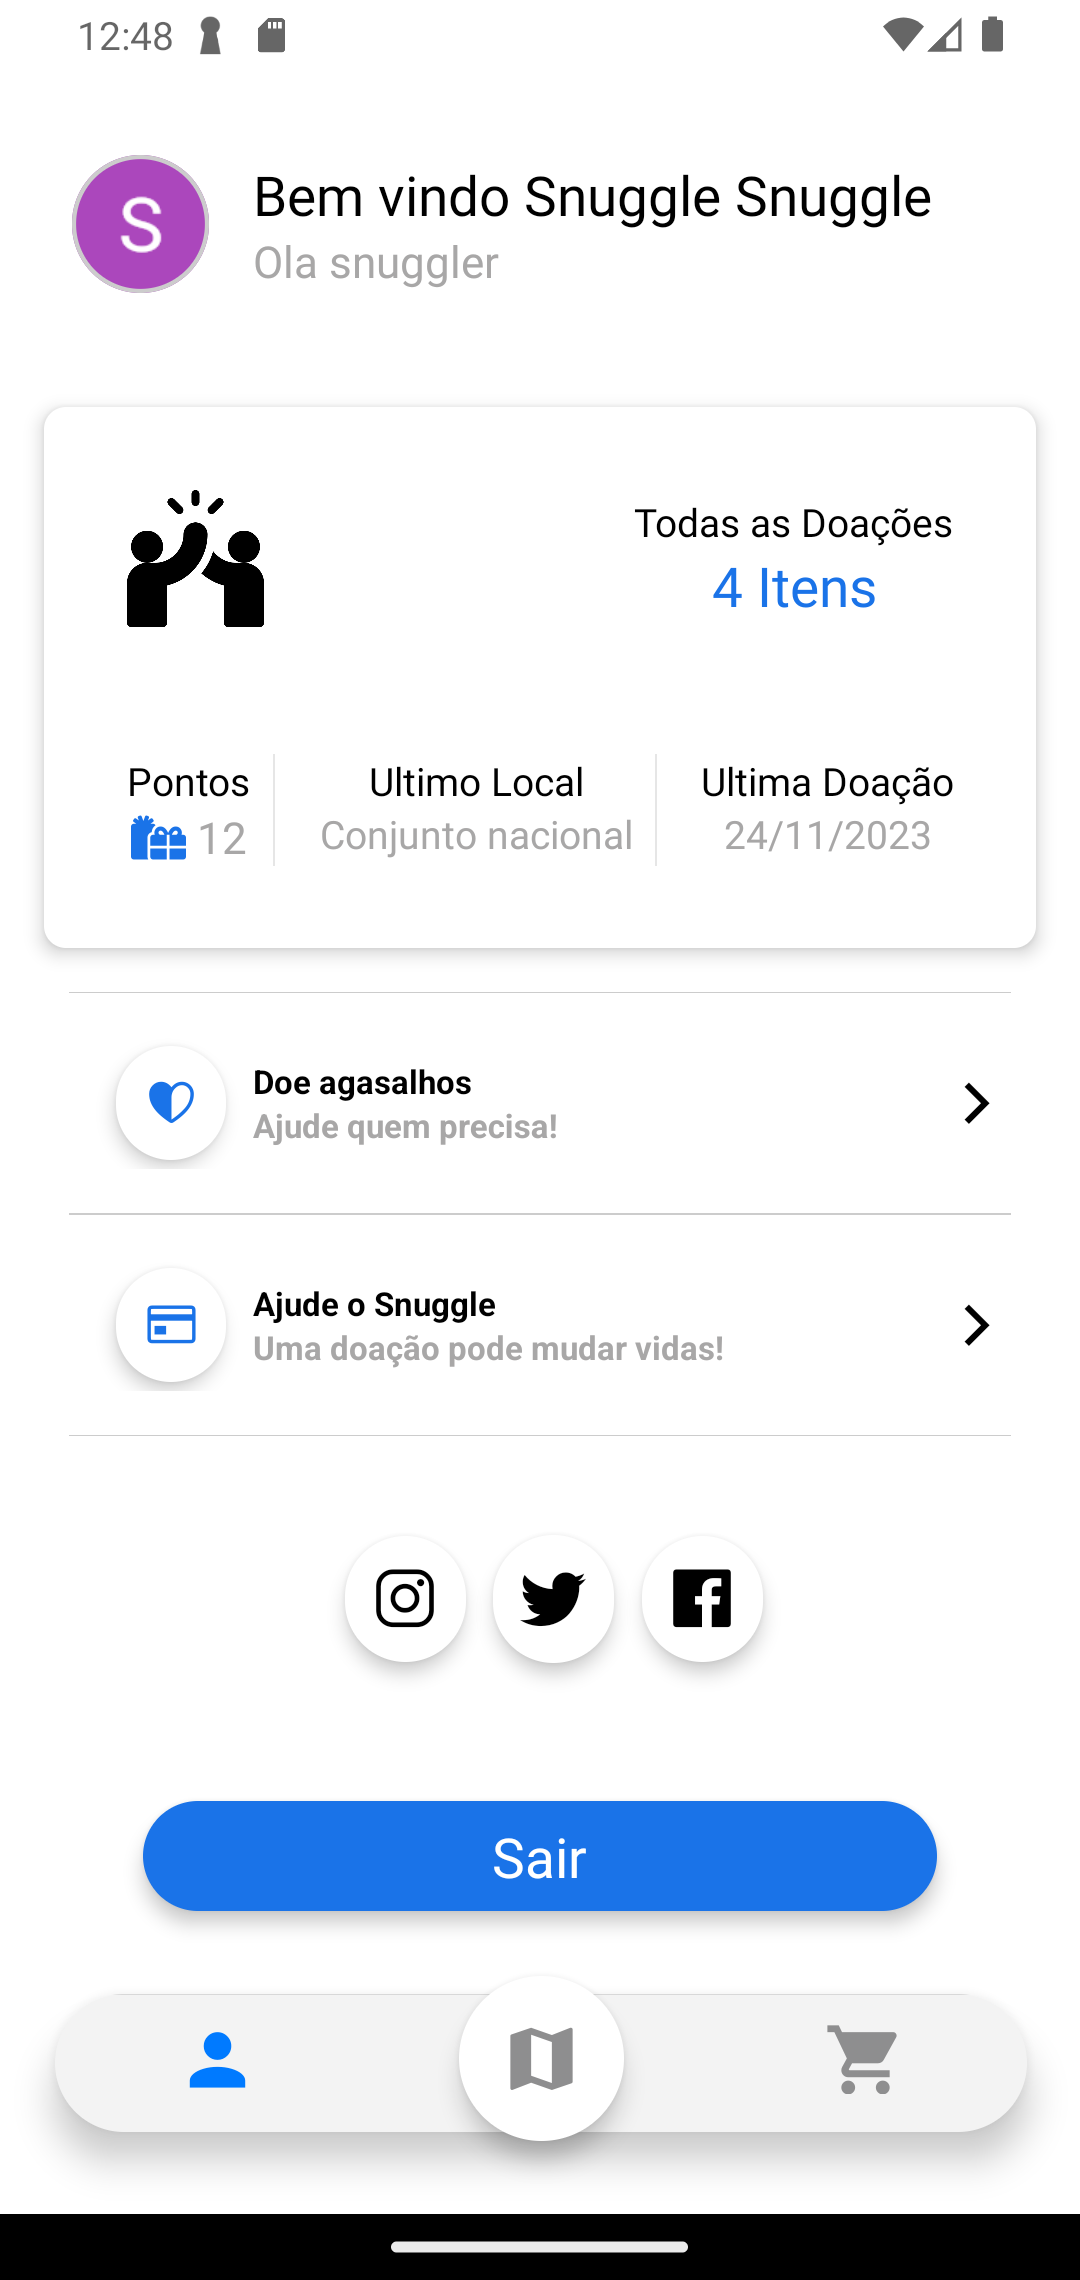 12:48
S
Bem vindo Snuggle Snuggle
Ola snuggler
Todas as Doações
4 Itens
Pontos
12
Ultimo Local
Conjunto nacional
Ultima Doação
24/11/2023
Doe agasalhos
Ajude quem precisa!
Ajude o Snuggle
Uma doação pode mudar vidas!
Sair